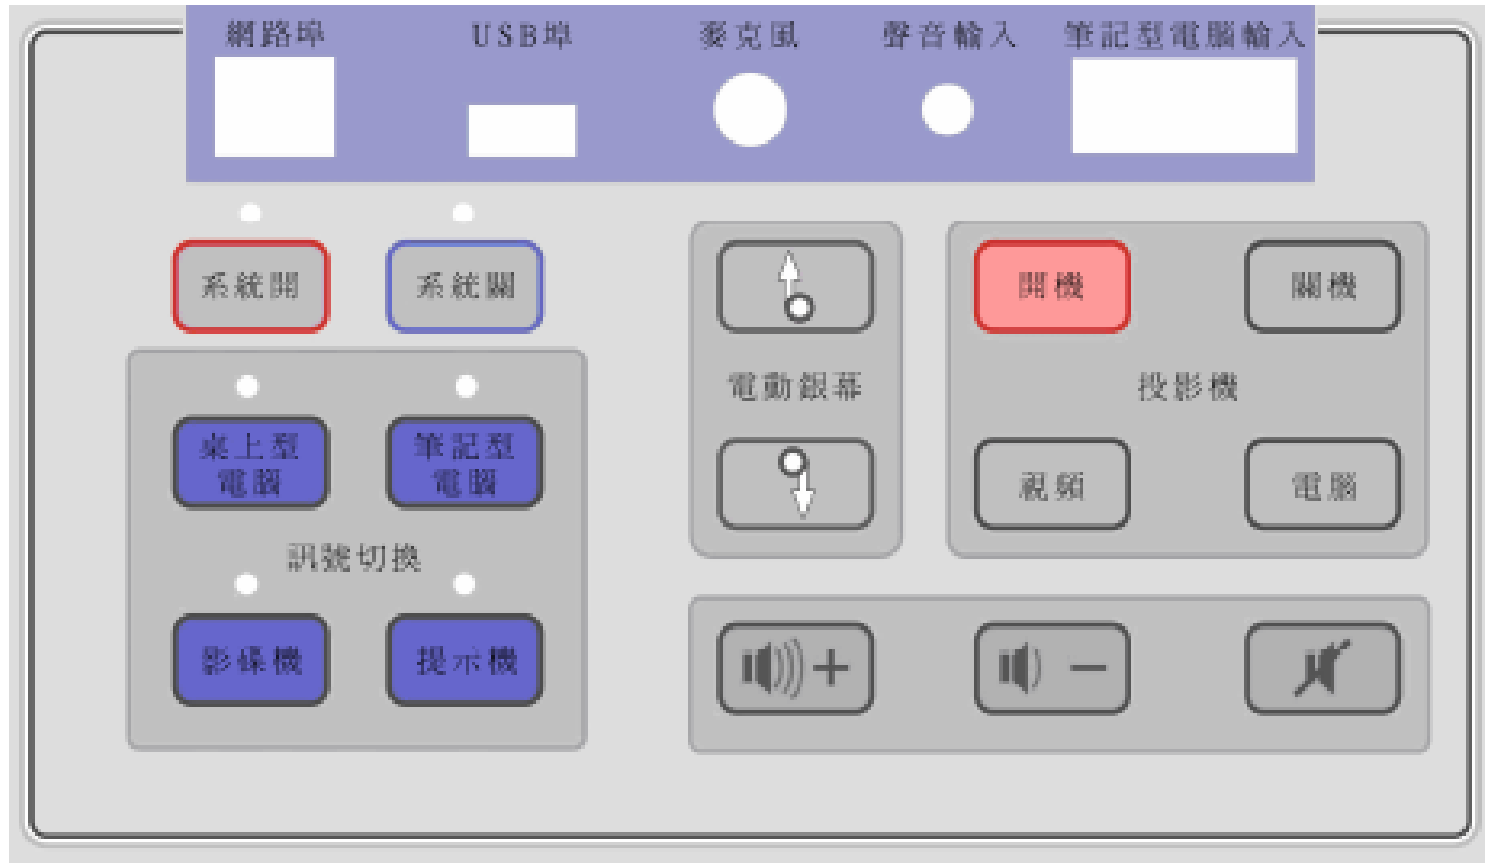 網路埠
USB埠
麥克風
聲音輸入
筆記型電腦輸入
系統開
系統關
開機
關機
電動銀幕
投影機
桌上型
電腦
筆記型
電腦
視頻
電腦
訊號切換
影碟機
提示機
+
−